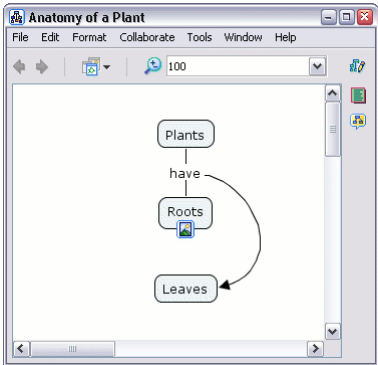 Anatomy of a Plant
File Edit Format Collaborate Tools Window Help
100
Plants
have
Roots
Leaves